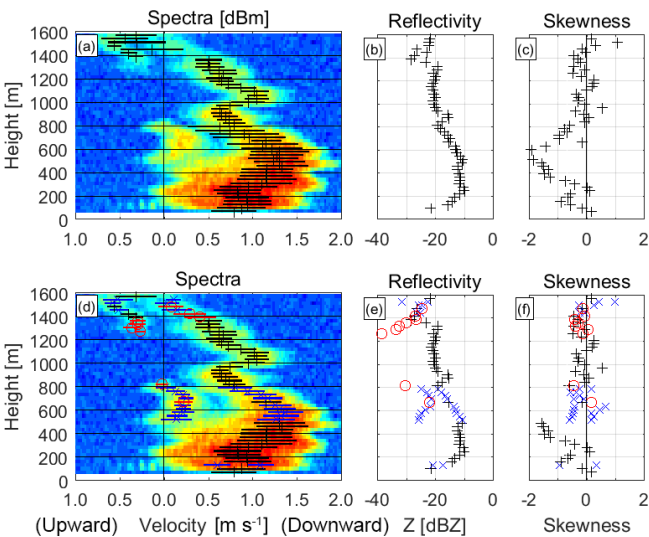 Spectra [dBm] Reflectivity Skewness
(a) (b) (c)
Height [m]
1600
1400
1200
1000
800
600
400
200
0
1.0 0.5 0.0 0.5 1.0 1.5 2.0 -40 -20 0 -2 0 2
Spectra Reflectivity Skewness
(d) (e) (f)
Height [m]
1600
1400
1200
1000
800
600
400
200
0
1.0 0.5 0.0 0.5 1.0 1.5 2.0 -40 -20 0 -2 0 2
(Upward) Velocity [m s⁻¹] (Downward) Z [dBZ] Skewness